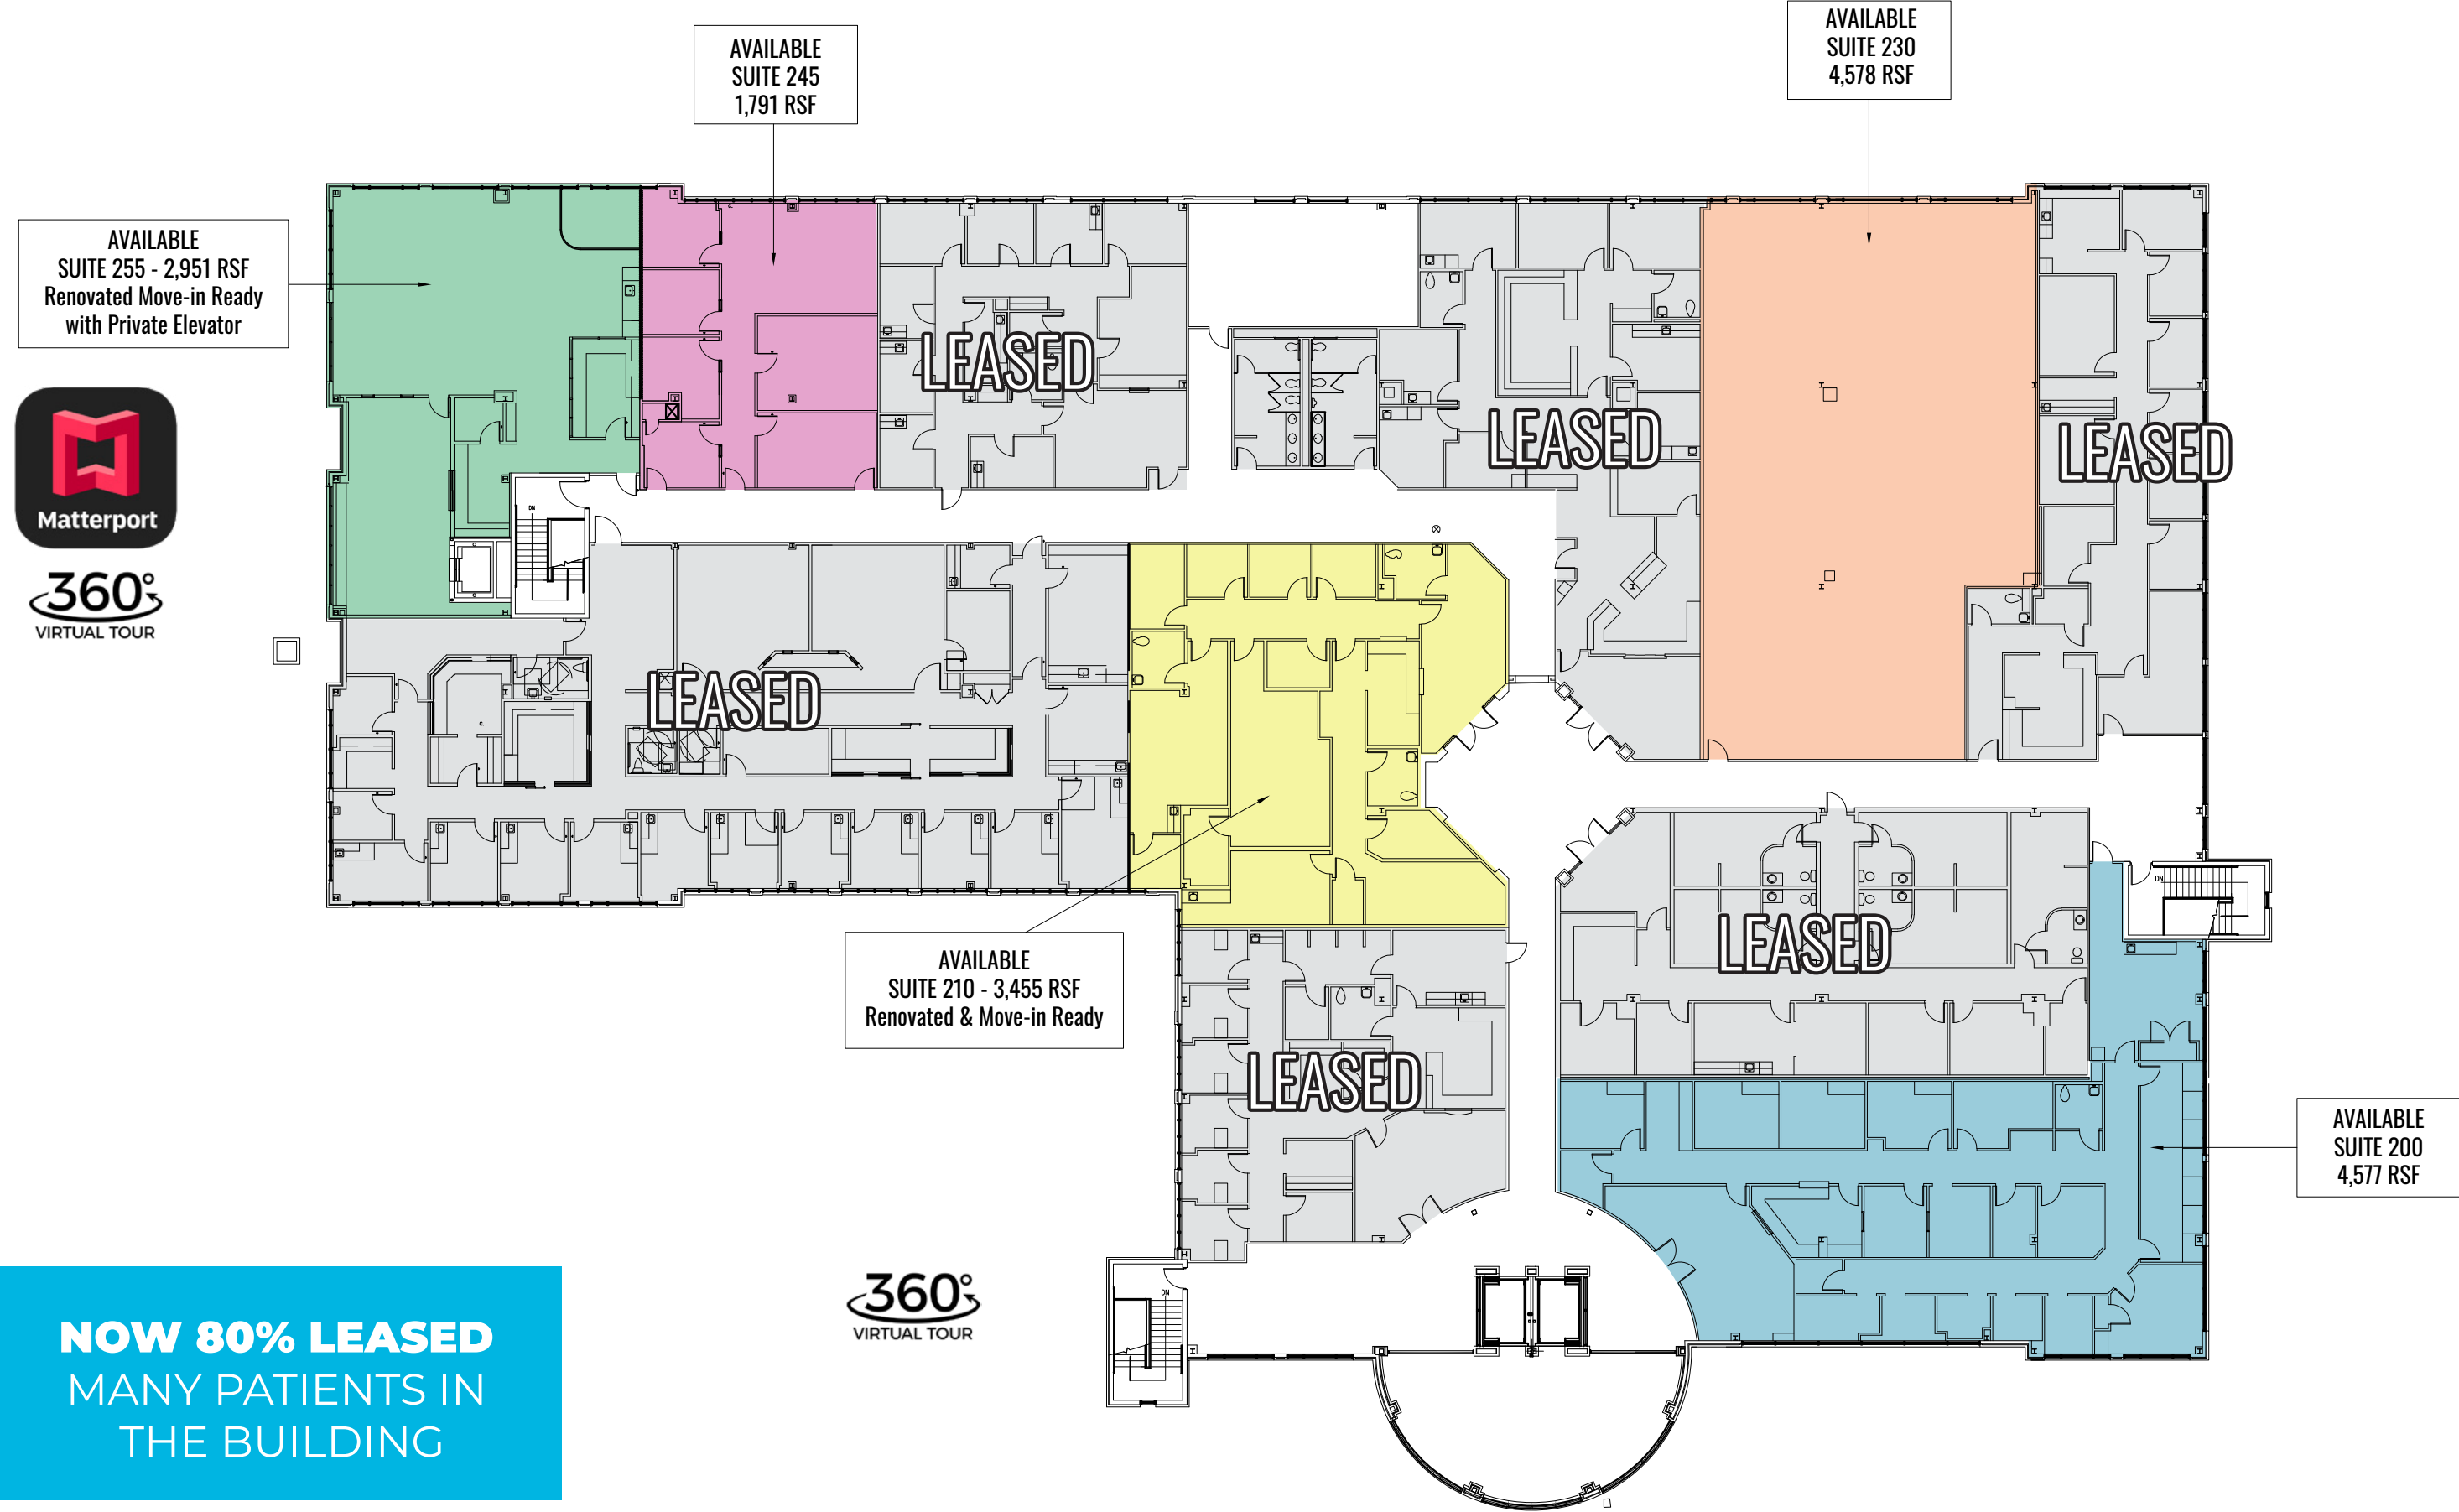 AVAILABLE
SUITE 245
1,791 RSF
AVAILABLE
SUITE 230
4,578 RSF
AVAILABLE
SUITE 255 - 2,951 RSF
Renovated Move-in Ready
with Private Elevator
Matterport
360°
VIRTUAL TOUR
LEASED
LEASED
LEASED
DN
C.
C.
LEASED
DN
LEASED
AVAILABLE
SUITE 210 - 3,455 RSF
Renovated & Move-in Ready
LEASED
AVAILABLE
SUITE 200
4,577 RSF
DN
360°
VIRTUAL TOUR
NOW 80% LEASED
MANY PATIENTS IN
THE BUILDING